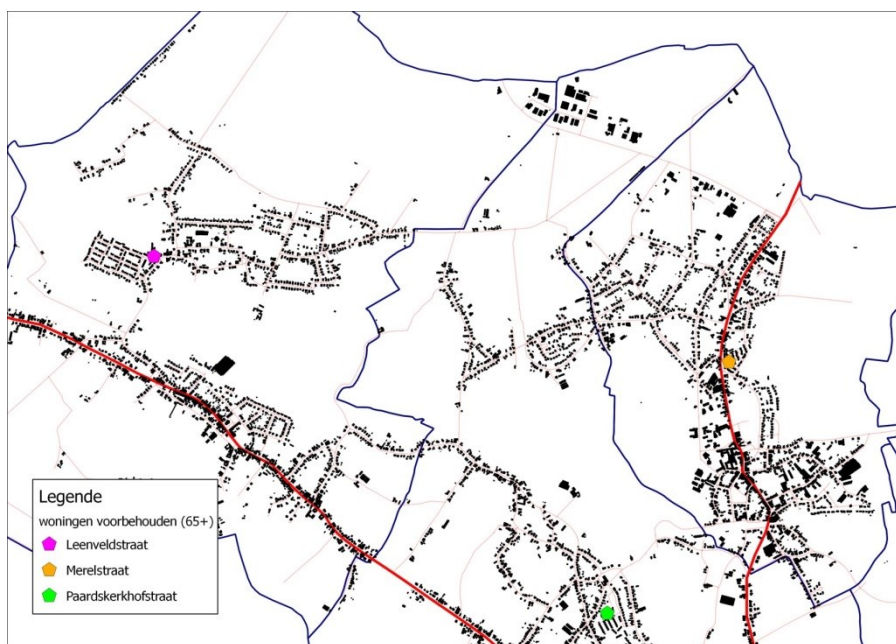 Legende
woningen voorbehouden (65+)
Leenveldstraat
Merelstraat
Paardskerkhofstraat